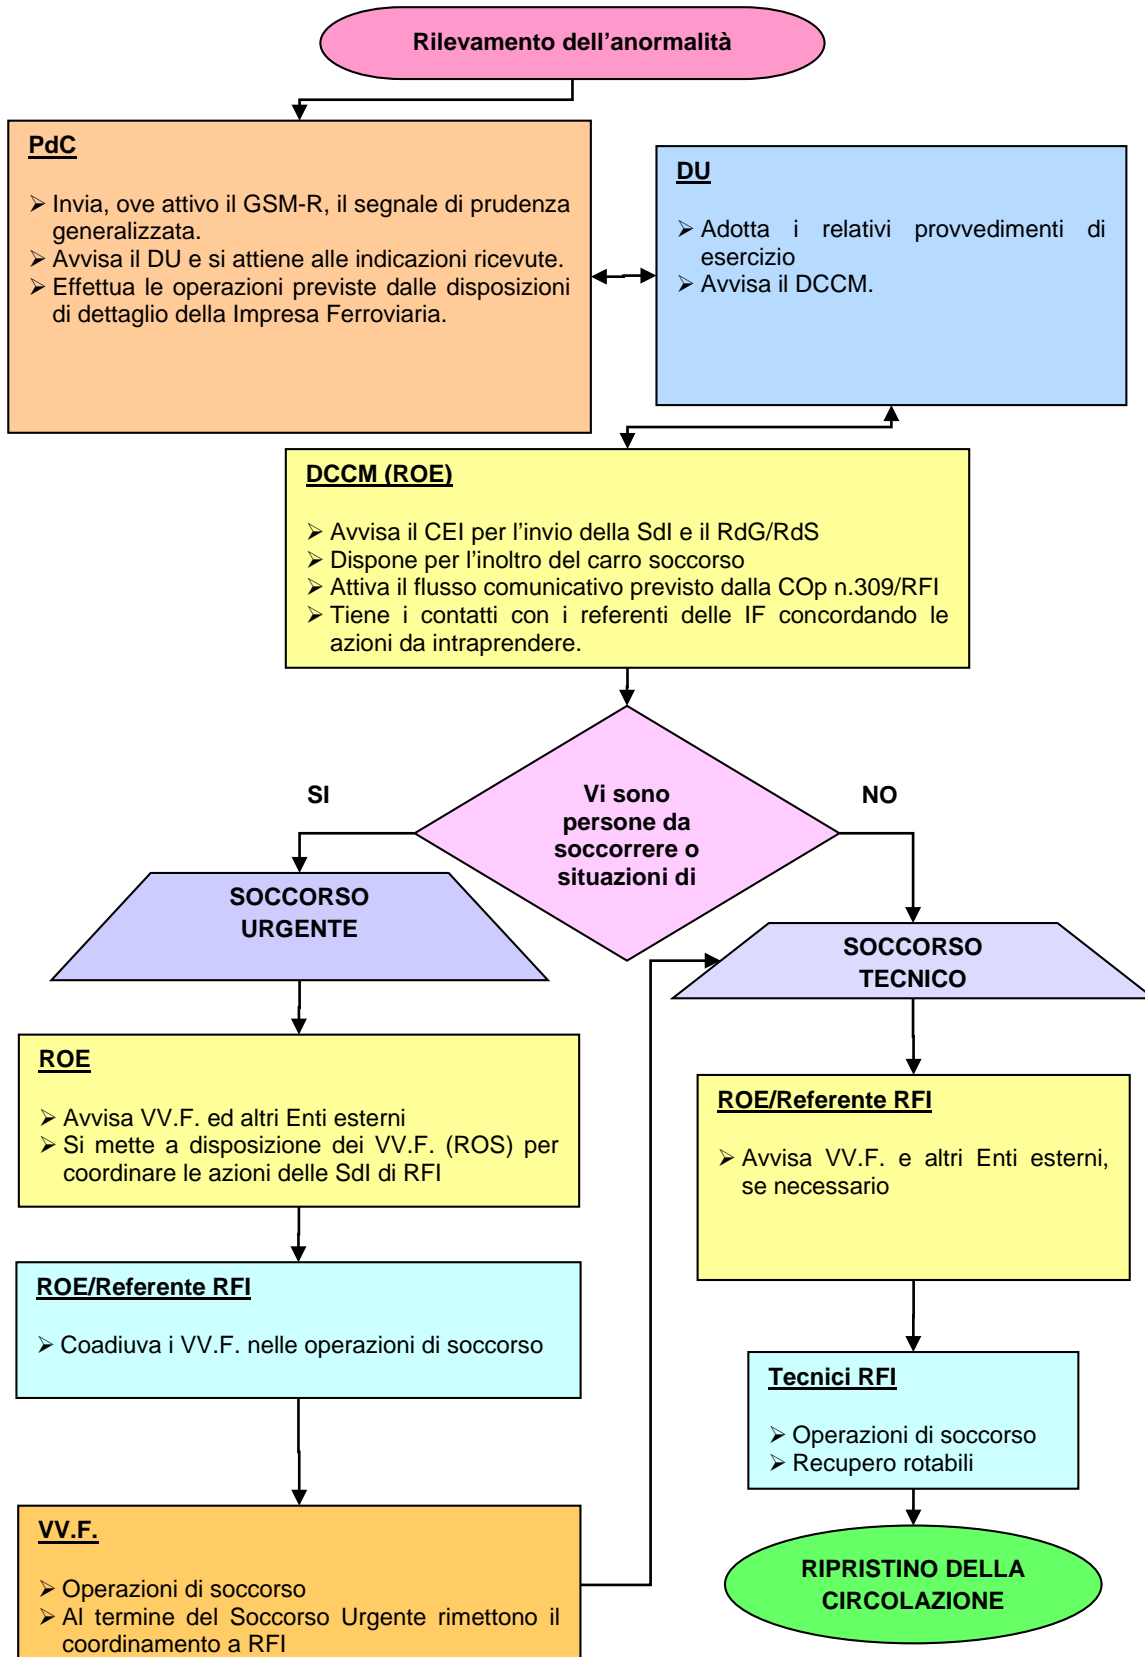 Rilevamento dell'anormalità
PdC
➢ Invia, ove attivo il GSM-R, il segnale di prudenza
generalizzata.
➢ Avvisa il DU e si attiene alle indicazioni ricevute.
➢ Effettua le operazioni previste dalle disposizioni
di dettaglio della Impresa Ferroviaria.
DU
➢ Adotta i relativi provvedimenti di
esercizio
➢ Avvisa il DCCM.
DCCM (ROE)
➢ Avvisa il CEI per l'invio della SdI e il RdG/RdS
➢ Dispone per l'inoltro del carro soccorso
➢ Attiva il flusso comunicativo previsto dalla COp n.309/RFI
➢ Tiene i contatti con i referenti delle IF concordando le
azioni da intraprendere.
SI
Vi sono
persone da
soccorrere o
situazioni di
NO
SOCCORSO
URGENTE
SOCCORSO
TECNICO
ROE
➢ Avvisa VV.F. ed altri Enti esterni
➢ Si mette a disposizione dei VV.F. (ROS) per
coordinare le azioni delle SdI di RFI
ROE/Referente RFI
➢ Avvisa VV.F. e altri Enti esterni,
se necessario
ROE/Referente RFI
➢ Coadiuva i VV.F. nelle operazioni di soccorso
Tecnici RFI
➢ Operazioni di soccorso
➢ Recupero rotabili
VV.F.
➢ Operazioni di soccorso
➢ Al termine del Soccorso Urgente rimettono il
coordinamento a RFI
RIPRISTINO DELLA
CIRCOLAZIONE